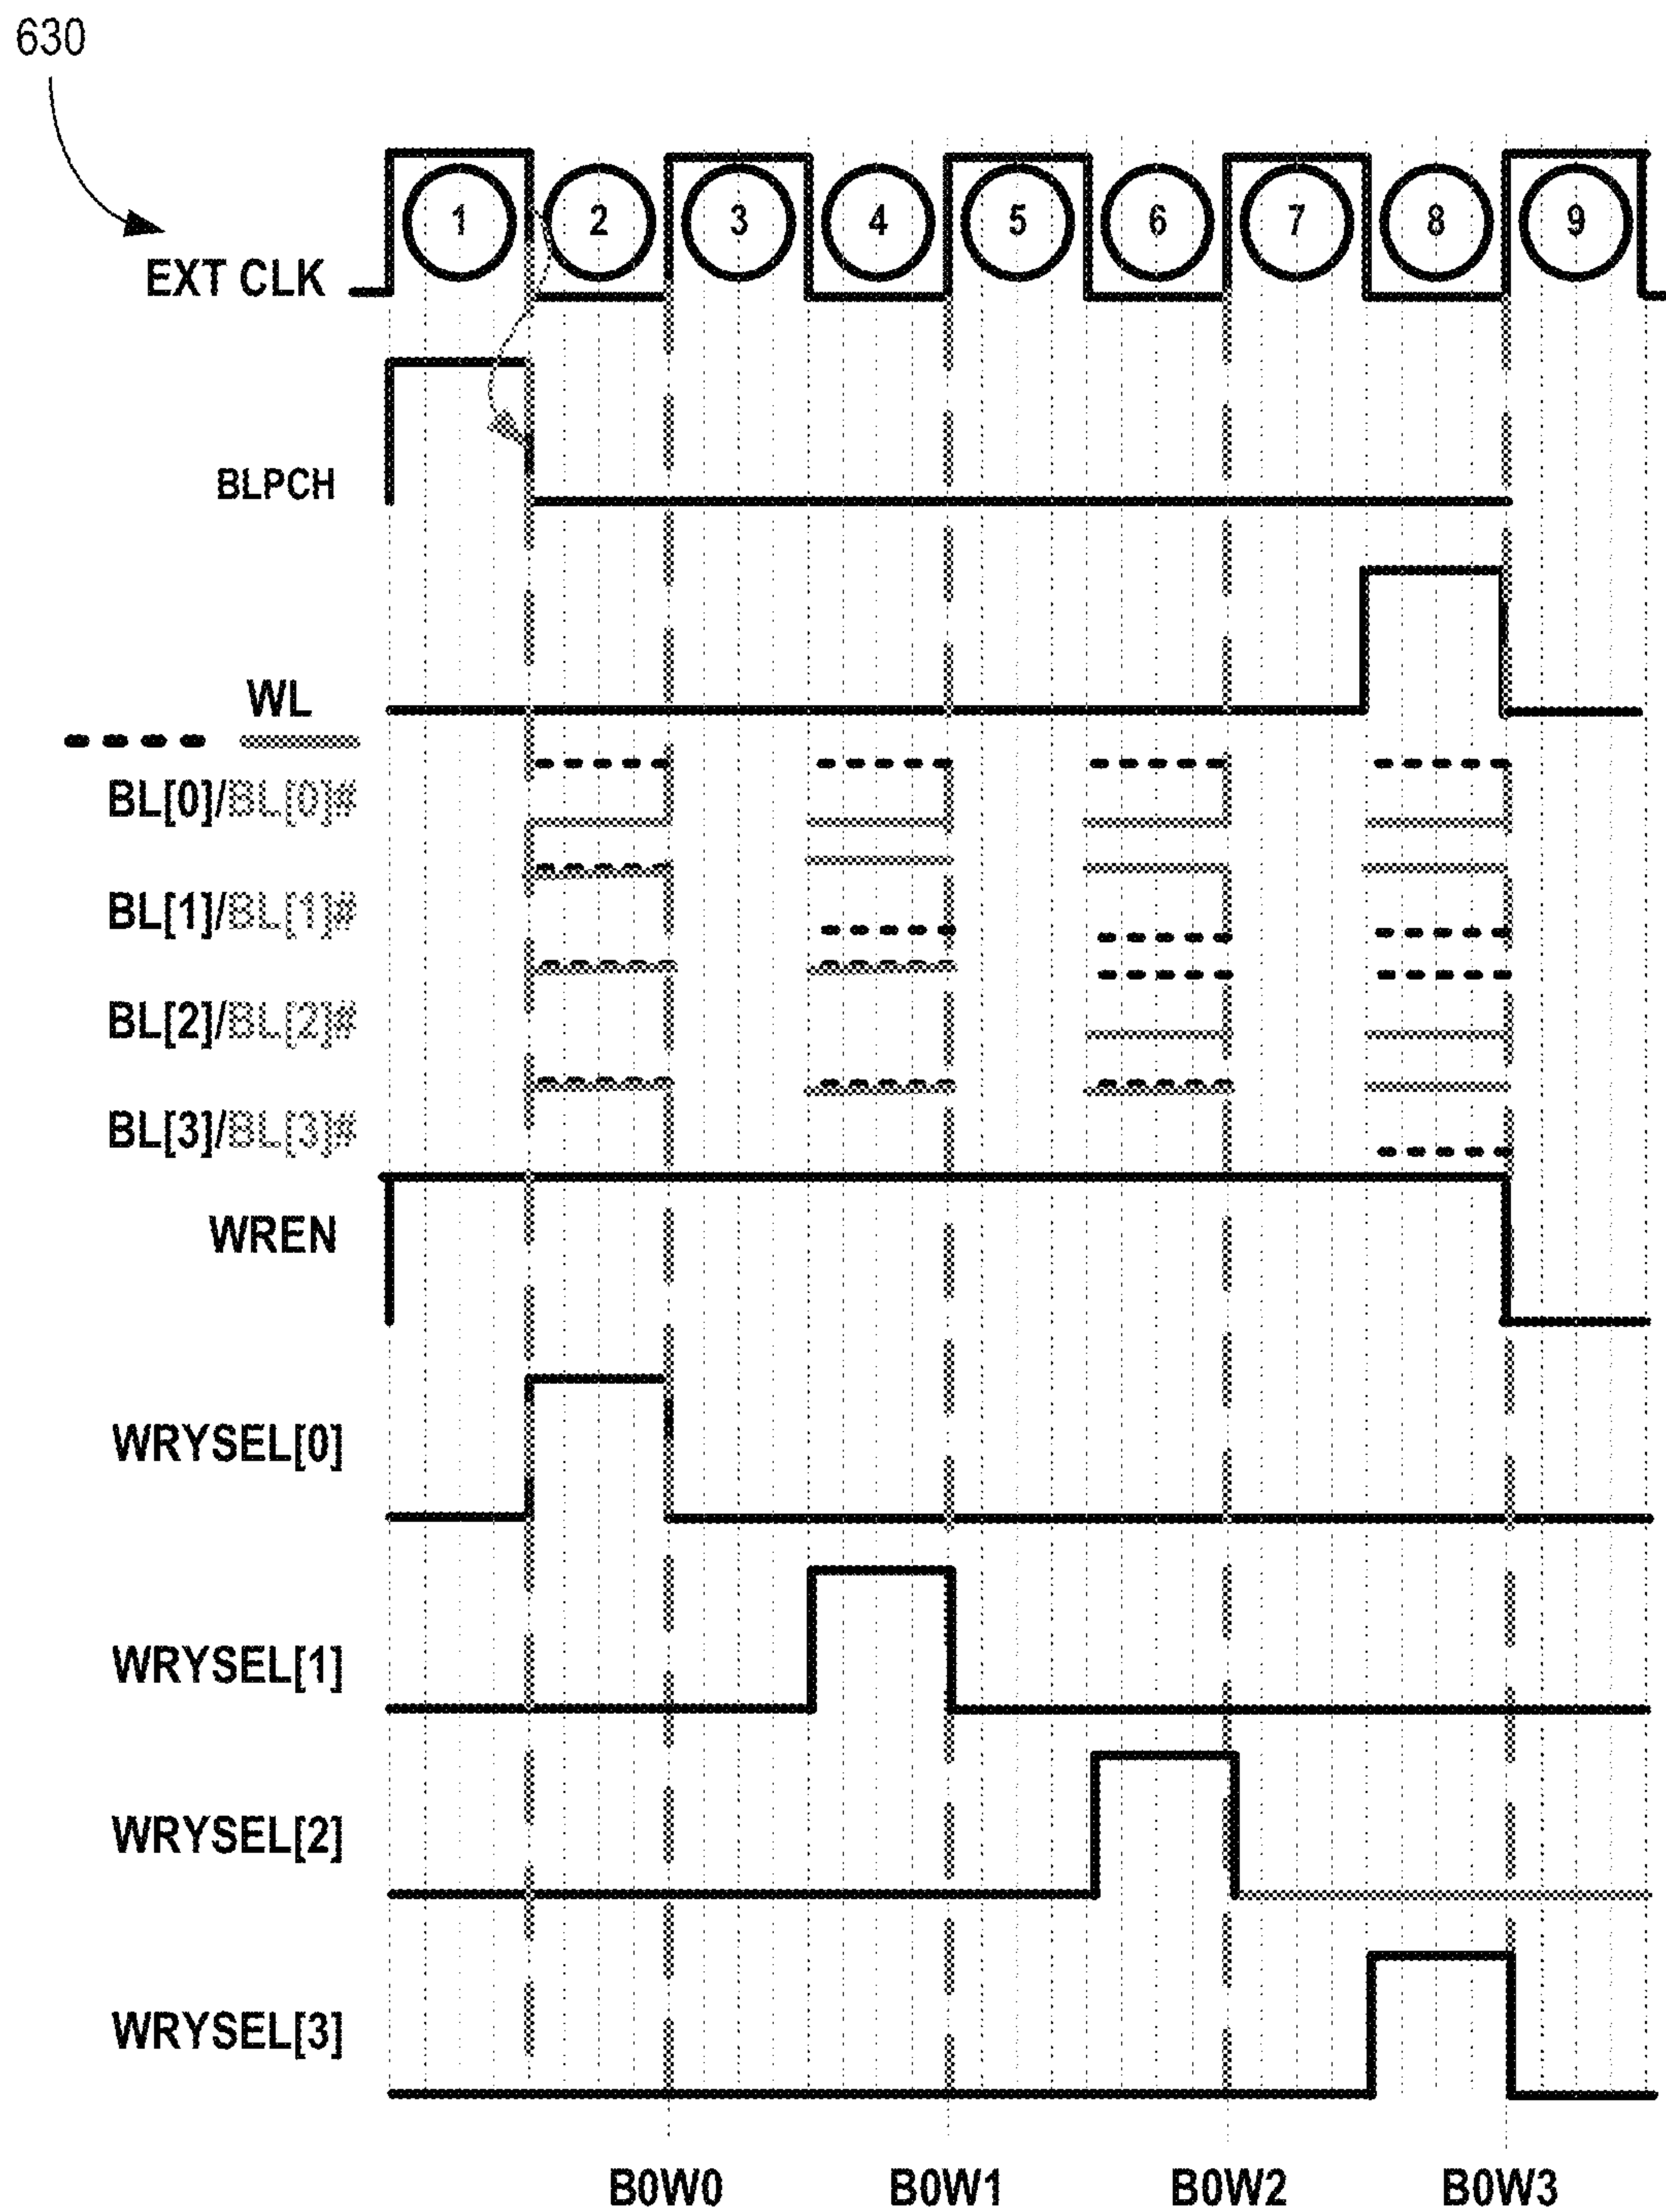 630
1 2 3 4 5 6 7 8 9
EXT CLK
BLPCH
WL
BL[0]/BL[0]#
BL[1]/BL[1]#
BL[2]/BL[2]#
BL[3]/BL[3]#
WREN
WRYSEL[0]
WRYSEL[1]
WRYSEL[2]
WRYSEL[3]
B0W0 B0W1 B0W2 B0W3